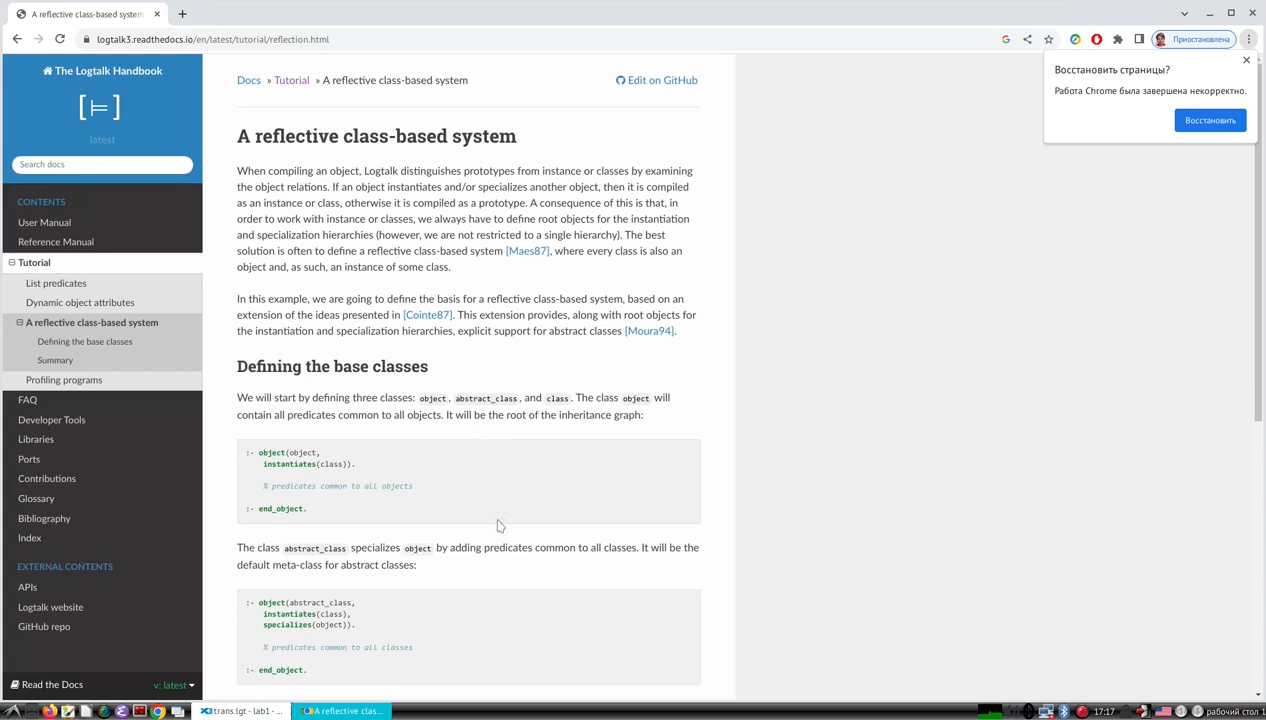 A reflective class-based system
logtalk3.readthedocs.io/en/latest/tutorial/reflection.html
Приостановлена
Восстановить страницы?
Работа Chrome была завершена некорректно.
Восстановить
The Logtalk Handbook
latest
Search docs
CONTENTS
User Manual
Reference Manual
Tutorial
List predicates
Dynamic object attributes
A reflective class-based system
Defining the base classes
Summary
Profiling programs
FAQ
Developer Tools
Libraries
Ports
Contributions
Glossary
Bibliography
Index
EXTERNAL CONTENTS
APIs
Logtalk website
GitHub repo
Read the Docs
v: latest
Docs » Tutorial » A reflective class-based system
Edit on GitHub
A reflective class-based system
When compiling an object, Logtalk distinguishes prototypes from instance or classes by examining
the object relations. If an object instantiates and/or specializes another object, then it is compiled
as an instance or class, otherwise it is compiled as a prototype. A consequence of this is that, in
order to work with instance or classes, we always have to define root objects for the instantiation
and specialization hierarchies (however, we are not restricted to a single hierarchy). The best
solution is often to define a reflective class-based system [Maes87], where every class is also an
object and, as such, an instance of some class.
In this example, we are going to define the basis for a reflective class-based system, based on an
extension of the ideas presented in [Cointe87]. This extension provides, along with root objects for
the instantiation and specialization hierarchies, explicit support for abstract classes [Moura94].
Defining the base classes
We will start by defining three classes: object, abstract_class, and class. The class object will
contain all predicates common to all objects. It will be the root of the inheritance graph:
:- object(object,
instantiates(class)).
% predicates common to all objects
:- end_object.
The class abstract_class specializes object by adding predicates common to all classes. It will be the
default meta-class for abstract classes:
:- object(abstract_class,
instantiates(class),
specializes(object)).
% predicates common to all classes
:- end_object.
trans.lgt - lab1 - ...
A reflective clas...
17:17
рабочий стол 1